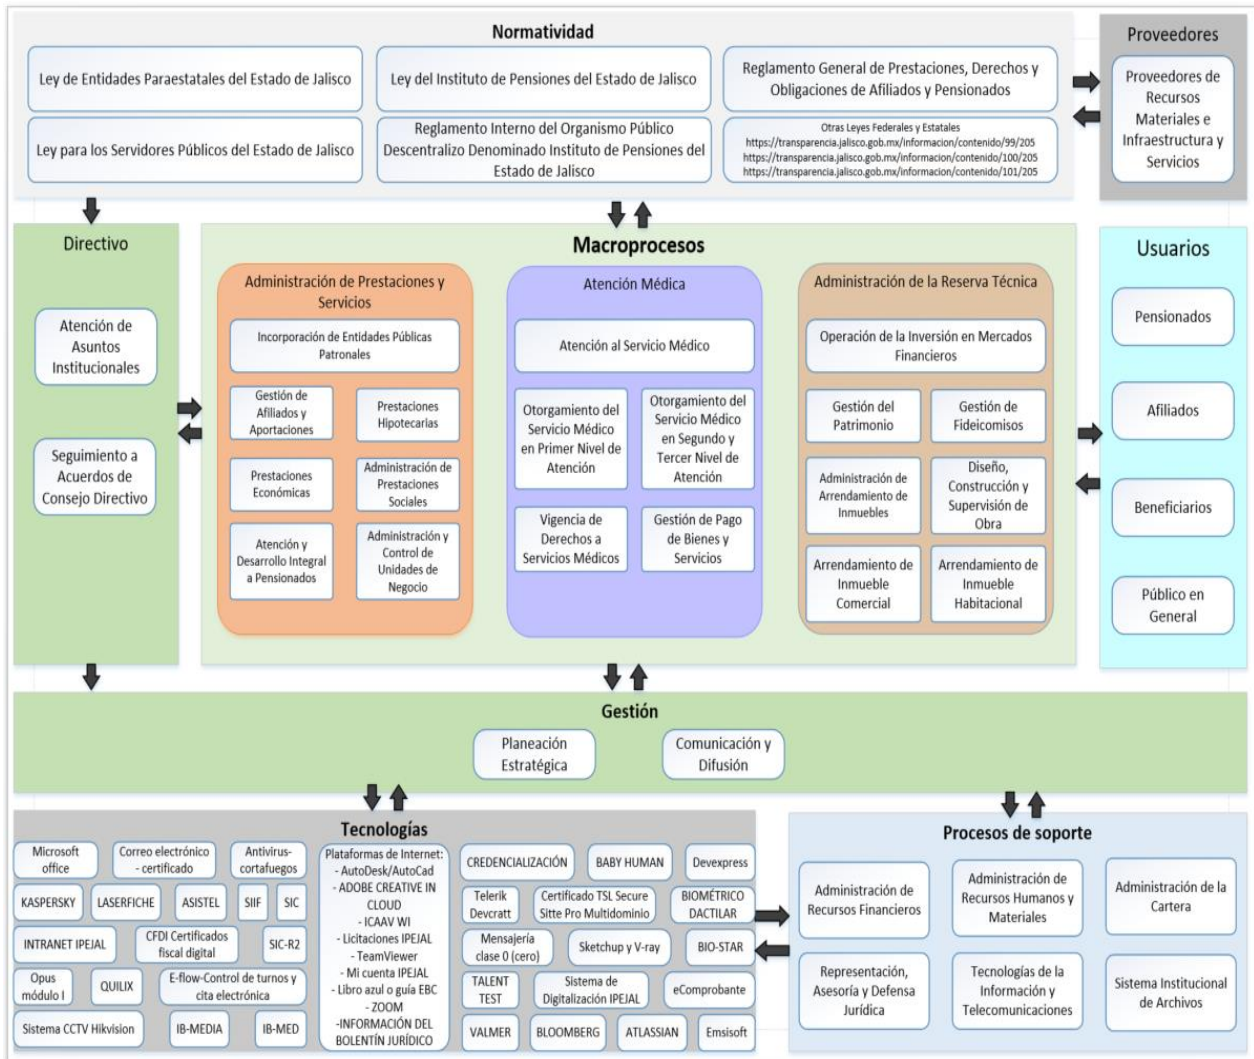 Normatividad
Ley de Entidades Paraestatales del Estado de Jalisco
Ley del Instituto de Pensiones del Estado de Jalisco
Reglamento General de Prestaciones, Derechos y
Obligaciones de Afiliados y Pensionados
Ley para los Servidores Públicos del Estado de Jalisco
Reglamento Interno del Organismo Público
Descentralizo Denominado Instituto de Pensiones del
Estado de Jalisco
Otras Leyes Federales y Estatales
https://transparencia.jalisco.gob.mx/informacion/contenido/99/205
https://transparencia.jalisco.gob.mx/informacion/contenido/100/205
https://transparencia.jalisco.gob.mx/informacion/contenido/101/205
Proveedores
Proveedores de
Recursos
Materiales e
Infraestructura y
Servicios
Directivo
Atención de
Asuntos
Institucionales
Seguimiento a
Acuerdos de
Consejo Directivo
Macroprocesos
Administración de Prestaciones y
Servicios
Incorporación de Entidades Públicas
Patronales
Gestión de
Afiliados y
Aportaciones
Prestaciones
Hipotecarias
Prestaciones
Económicas
Administración de
Prestaciones
Sociales
Atención y
Desarrollo Integral
a Pensionados
Administración y
Control de
Unidades de
Negocio
Atención Médica
Atención al Servicio Médico
Otorgamiento del
Servicio Médico
en Primer Nivel de
Atención
Otorgamiento del
Servicio Médico
en Segundo y
Tercer Nivel de
Atención
Vigencia de
Derechos a
Servicios Médicos
Gestión de Pago
de Bienes y
Servicios
Administración de la Reserva Técnica
Operación de la Inversión en Mercados
Financieros
Gestión del
Patrimonio
Gestión de
Fideicomisos
Administración de
Arrendamiento de
Inmuebles
Diseño,
Construcción y
Supervisión de
Obra
Arrendamiento de
Inmueble
Comercial
Arrendamiento de
Inmueble
Habitacional
Usuarios
Pensionados
Afiliados
Beneficiarios
Público en
General
Gestión
Planeación
Estratégica
Comunicación y
Difusión
Tecnologías
Microsoft
office
Correo electrónico
- certificado
Antivirus-
cortafuegos
KASPERSKY
LASERFICHE
ASISTEL
SIIF
SIC
INTRANET IPEJAL
CFDI Certificados
fiscal digital
SIC-R2
Opus
módulo I
QUILIX
E-flow-Control de turnos y
cita electrónica
Sistema CCTV Hikvision
IB-MEDIA
IB-MED
Plataformas de Internet:
- AutoDesk/AutoCad
- ADOBE CREATIVE IN
CLOUD
- ICAAV WI
- Licitaciones IPEJAL
- TeamViewer
- Mi cuenta IPEJAL
- Libro azul o guía EBC
- ZOOM
-INFORMACIÓN DEL
BOLENTÍN JURÍDICO
CREDENCIALIZACIÓN
BABY HUMAN
Devexpress
Telerik
Devcratt
Certificado TSL Secure
Sitte Pro Multidominio
BIOMÉTRICO
DACTILAR
Mensajería
clase 0 (cero)
Sketchup y V-ray
BIO-STAR
TALENT
TEST
Sistema de
Digitalización IPEJAL
eComprobante
VALMER
BLOOMBERG
ATLASSIAN
Emsisoft
Procesos de soporte
Administración de
Recursos Financieros
Administración de
Recursos Humanos y
Materiales
Administración de la
Cartera
Representación,
Asesoría y Defensa
Jurídica
Tecnologías de la
Información y
Telecomunicaciones
Sistema Institucional
de Archivos